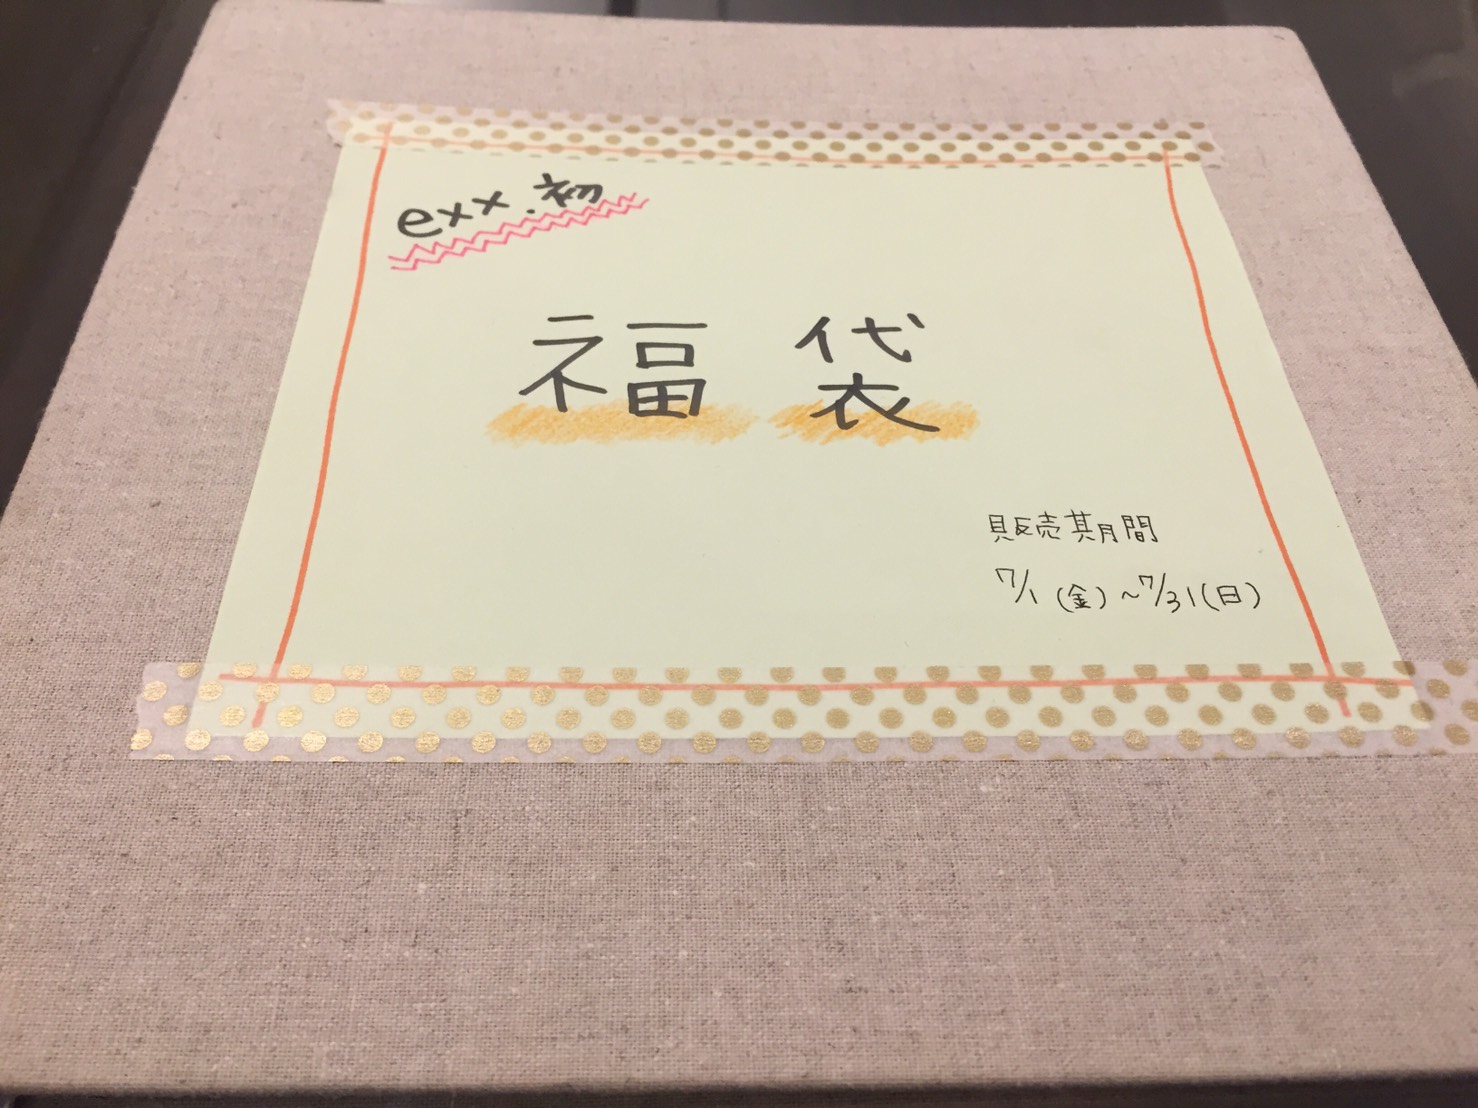 exx.初
福袋
販売期間
7/1(金)~7/31(日)